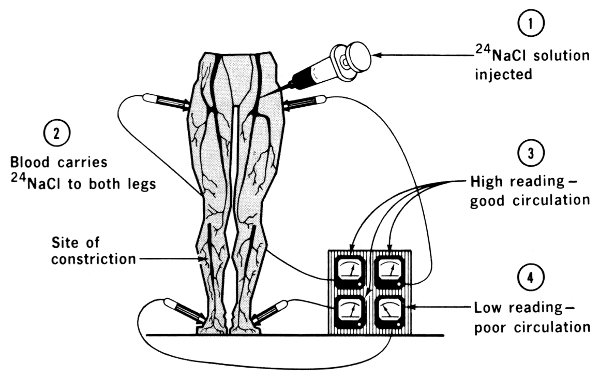 1
24NaCl solution
injected
2
Blood carries
24NaCl to both legs
3
High reading –
good circulation
Site of
constriction
4
Low reading –
poor circulation